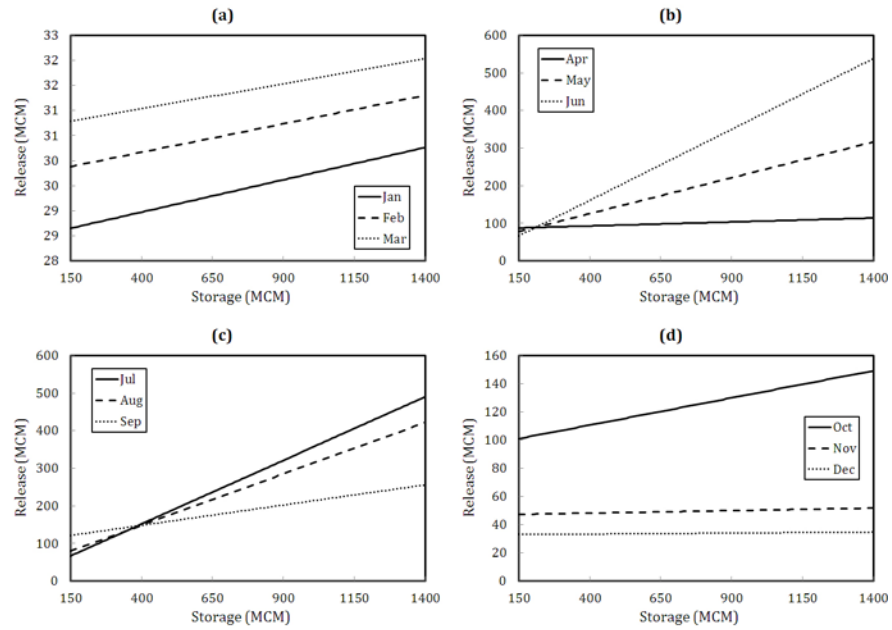 (a)
33
32
32
31
31
30
30
29
29
28
Release (MCM)
Jan
Feb
Mar
150 400 650 900 1150 1400
Storage (MCM)
(b)
600
500
400
300
200
100
0
Release (MCM)
Apr
May
Jun
150 400 650 900 1150 1400
Storage (MCM)
(c)
600
500
400
300
200
100
0
Release (MCM)
Jul
Aug
Sep
150 400 650 900 1150 1400
Storage (MCM)
(d)
160
140
120
100
80
60
40
20
0
Release (MCM)
Oct
Nov
Dec
150 400 650 900 1150 1400
Storage (MCM)